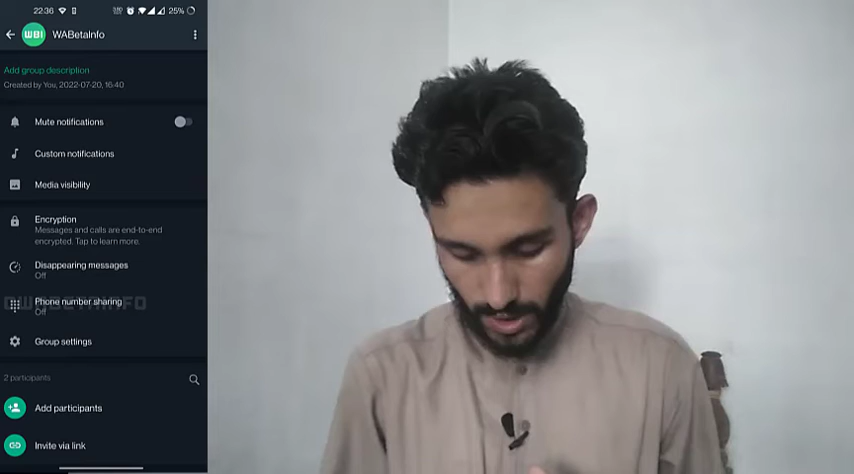 22:36
25%
WBI
WABetaInfo
Add group description
Created by You, 2022-07-20, 16:40
Mute notifications
Custom notifications
Media visibility
Encryption
Messages and calls are end-to-end
encrypted. Tap to learn more.
Disappearing messages
Off
Phone number sharing
Off
Group settings
2 participants
Add participants
Invite via link